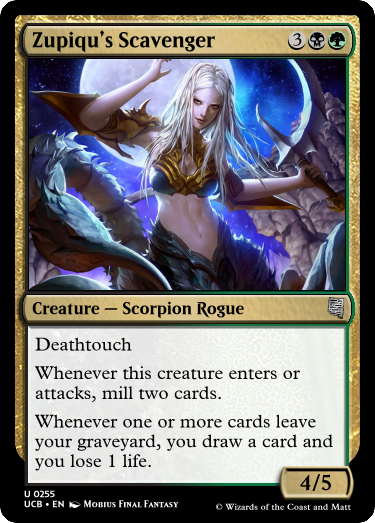 Zupiqu's Scavenger 3
Creature — Scorpion Rogue
Deathtouch
Whenever this creature enters or
attacks, mill two cards.
Whenever one or more cards leave
your graveyard, you draw a card and
you lose 1 life.
4/5
U 0255
UCB • EN Mobius Final Fantasy
© Wizards of the Coast and Matt